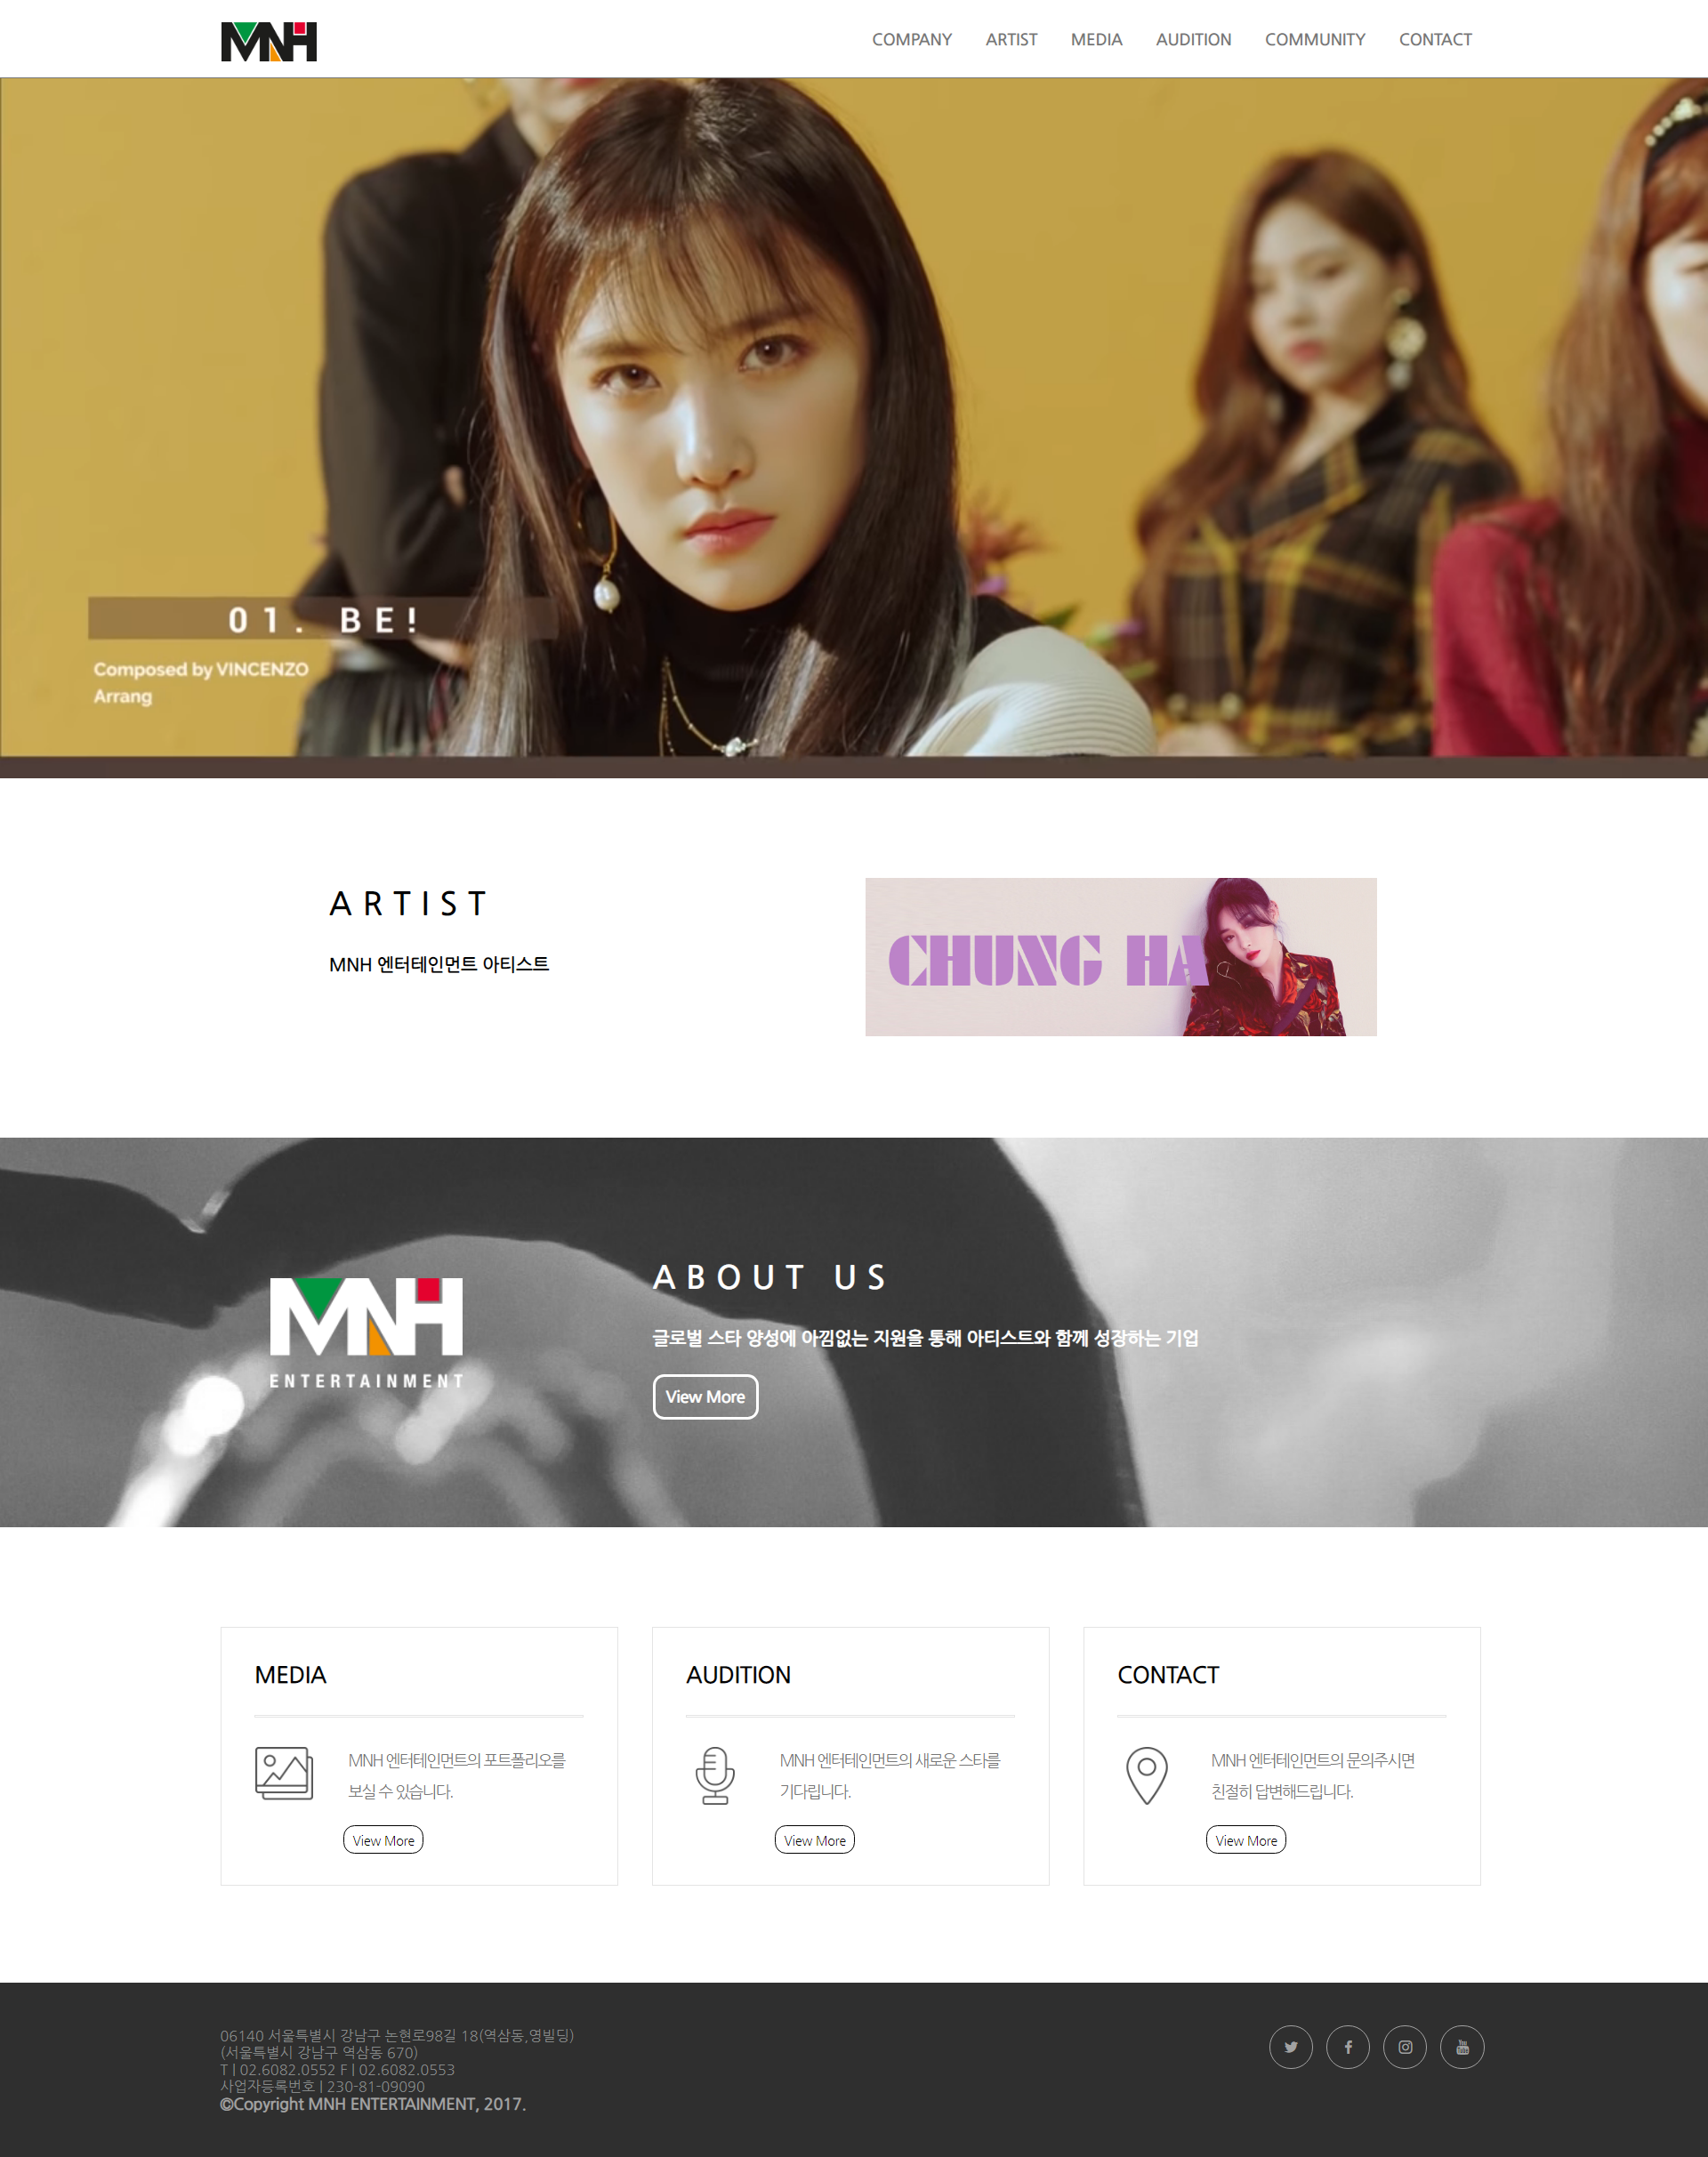 MNH
COMPANY ARTIST MEDIA AUDITION COMMUNITY CONTACT
01. BE!
Composed by VINCENZO
Arrang
ARTIST
MNH 엔터테인먼트 아티스트
CHUNG HA
MNH
ENTERTAINMENT
ABOUT US
글로벌 스타 양성에 아낌없는 지원을 통해 아티스트와 함께 성장하는 기업
View More
MEDIA
MNH 엔터테인먼트의 포트폴리오를
보실 수 있습니다.
View More
AUDITION
MNH 엔터테인먼트의 새로운 스타를
기다립니다.
View More
CONTACT
MNH 엔터테인먼트의 문의주시면
친절히 답변해드립니다.
View More
06140 서울특별시 강남구 논현로98길 18(역삼동,영빌딩)
(서울특별시 강남구 역삼동 670)
T | 02.6082.0552 F | 02.6082.0553
사업자등록번호 | 230-81-09090
©Copyright MNH ENTERTAINMENT, 2017.
You